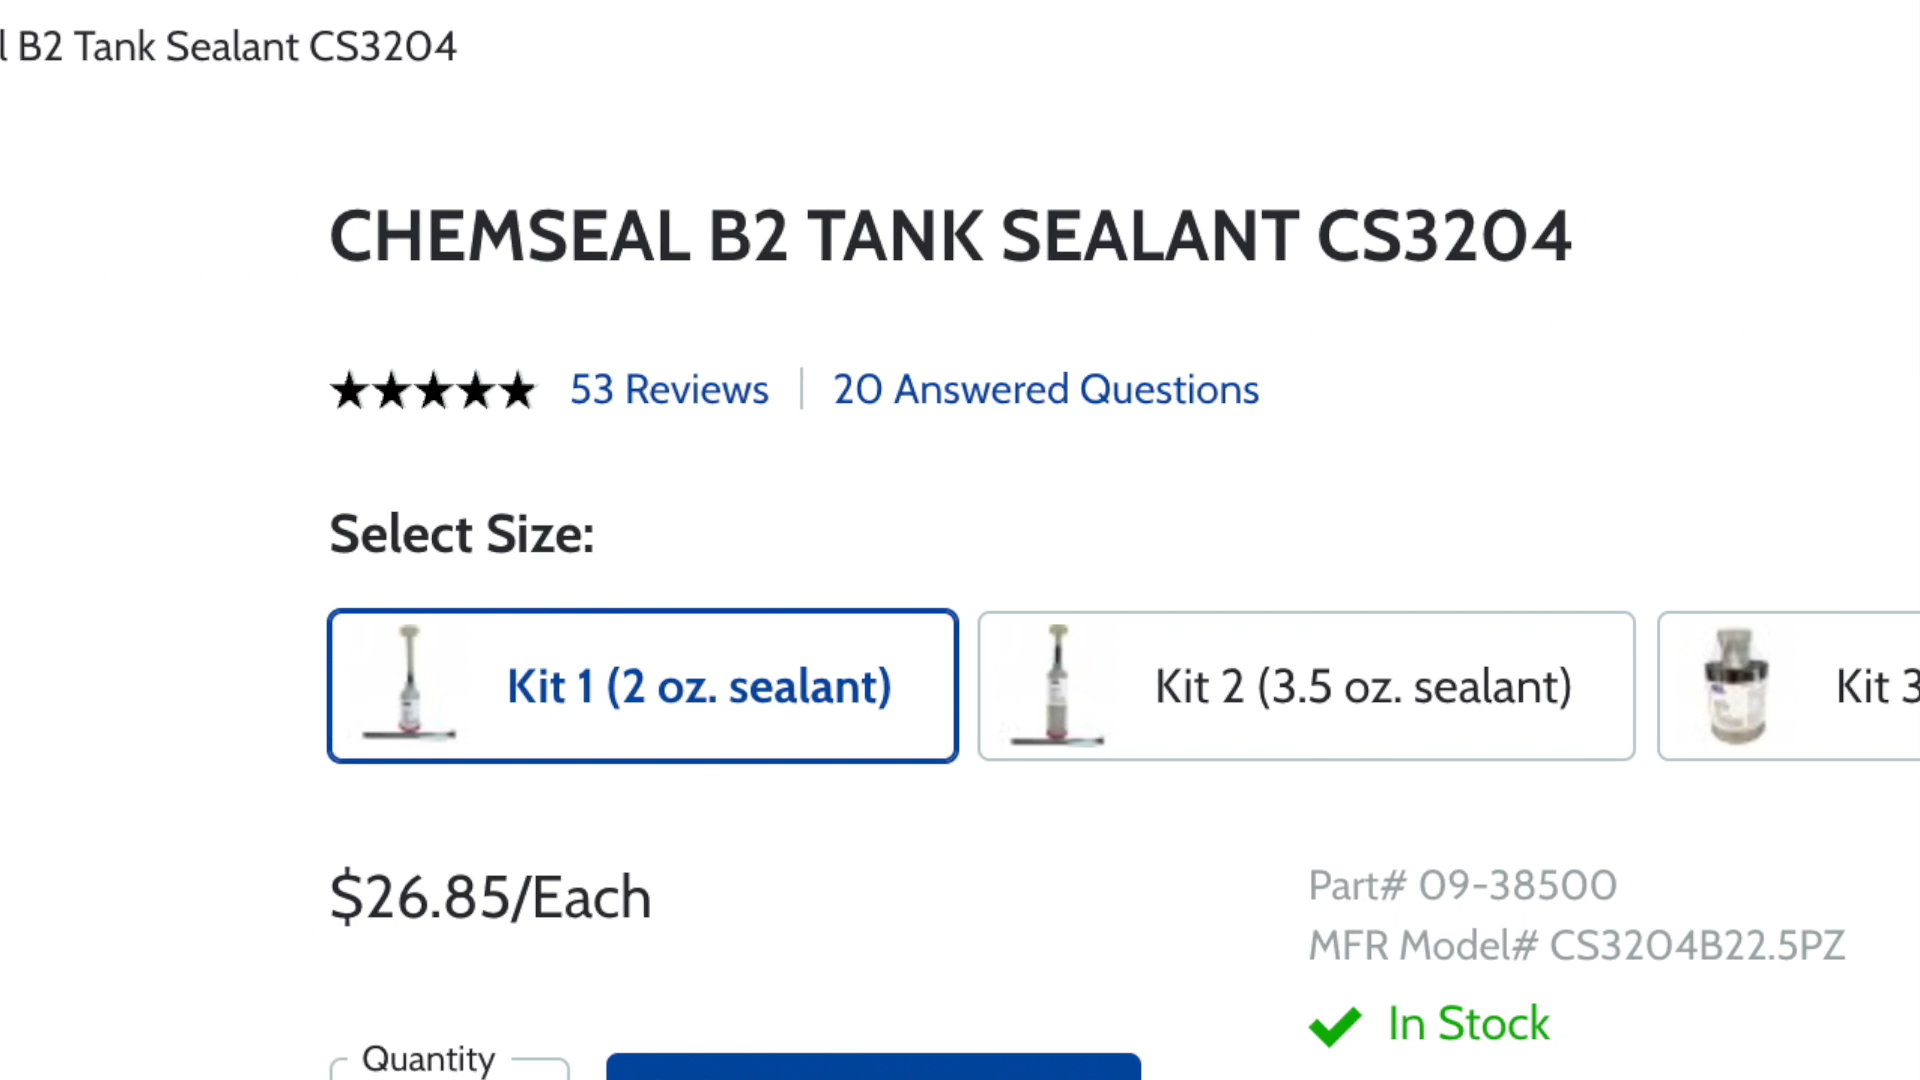 l B2 Tank Sealant CS3204
CHEMSEAL B2 TANK SEALANT CS3204
53 Reviews | 20 Answered Questions
Select Size:
Kit 1 (2 oz. sealant)
Kit 2 (3.5 oz. sealant)
Kit 3
$26.85/Each
Part# 09-38500
MFR Model# CS3204B22.5PZ
In Stock
Quantity